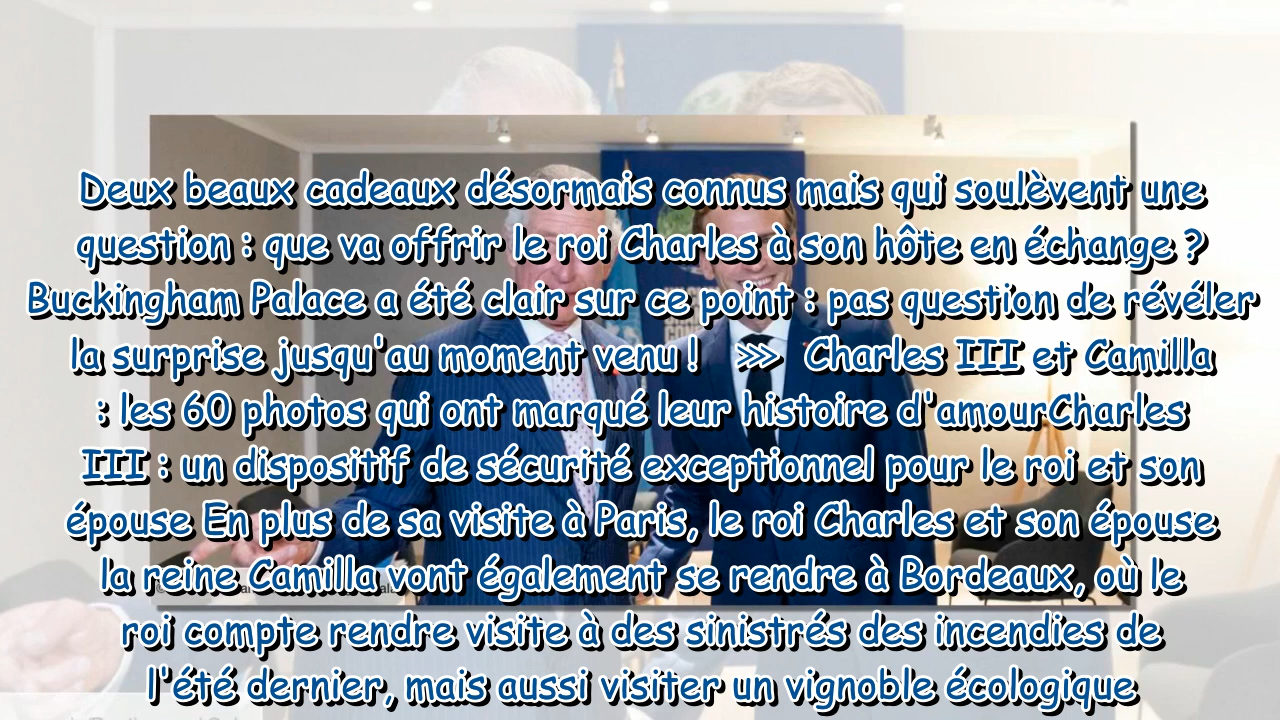 Deux beaux cadeaux désormais connus mais qui soulèvent une
question : que va offrir le roi Charles à son hôte en échange ?
Buckingham Palace a été clair sur ce point : pas question de révéler
la surprise jusqu'au moment venu ! >>> Charles III et Camilla
: les 60 photos qui ont marqué leur histoire d'amourCharles
III : un dispositif de sécurité exceptionnel pour le roi et son
épouse En plus de sa visite à Paris, le roi Charles et son épouse
la reine Camilla vont également se rendre à Bordeaux, où le
roi compte rendre visite à des sinistrés des incendies de
l'été dernier, mais aussi visiter un vignoble écologique